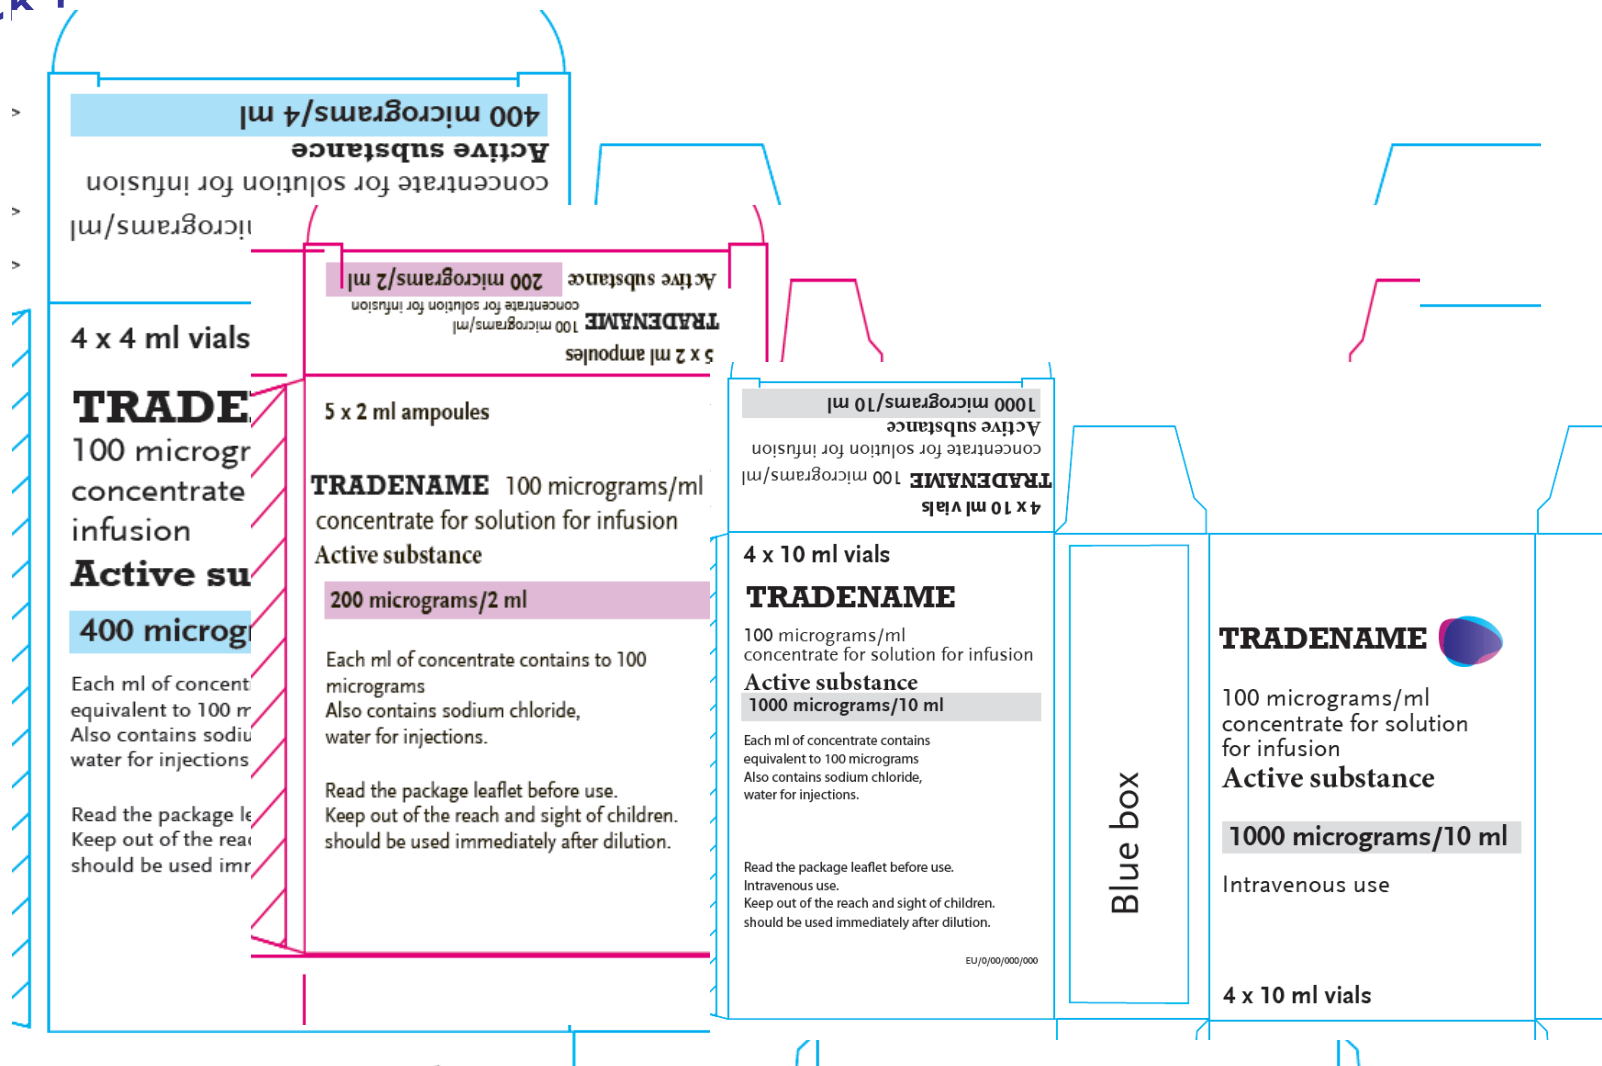 400 micrograms/4 ml
Active substance
concentrate for solution for infusion
micrograms/ml
4 x 4 ml vials
TRADE
100 microgr
concentrate
infusion
Active su
400 microg
Each ml of concent
equivalent to 100 m
Also contains sodiu
water for injections
Read the package le
Keep out of the reac
should be used imr
200 micrograms/2 ml Active substance
concentrate for solution for infusion
TRADENAME 100 micrograms/ml
5 x 2 ml ampoules
5 x 2 ml ampoules
TRADENAME 100 micrograms/ml
concentrate for solution for infusion
Active substance
200 micrograms/2 ml
Each ml of concentrate contains to 100
micrograms
Also contains sodium chloride,
water for injections.
Read the package leaflet before use.
Keep out of the reach and sight of children.
should be used immediately after dilution.
1000 micrograms/10 ml
Active substance
concentrate for solution for infusion
TRADENAME 100 micrograms/ml
4 x 10 ml vials
4 x 10 ml vials
TRADENAME
100 micrograms/ml
concentrate for solution for infusion
Active substance
1000 micrograms/10 ml
Each ml of concentrate contains
equivalent to 100 micrograms
Also contains sodium chloride,
water for injections.
Read the package leaflet before use.
Intravenous use.
Keep out of the reach and sight of children.
should be used immediately after dilution.
EU/0/00/000/000
Blue box
TRADENAME
100 micrograms/ml
concentrate for solution
for infusion
Active substance
1000 micrograms/10 ml
Intravenous use
4 x 10 ml vials